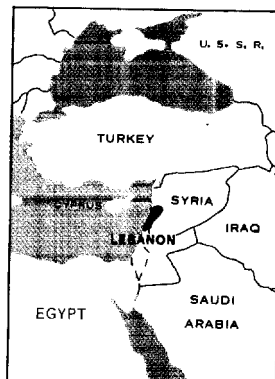 U. S. S. R.
TURKEY
CYPRUS
SYRIA
LEBANON
IRAQ
EGYPT
SAUDI
ARABIA